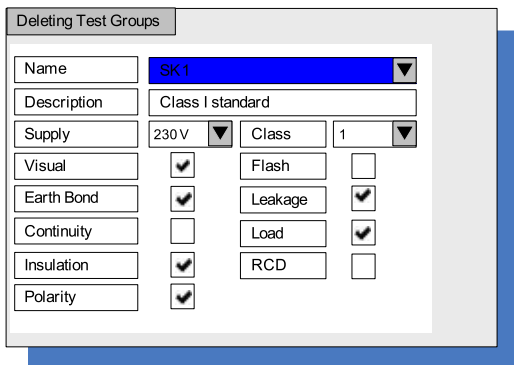 Deleting Test Groups
Name SK1
Description Class I standard
Supply 230 V Class 1
Visual Flash
Earth Bond Leakage
Continuity Load
Insulation RCD
Polarity